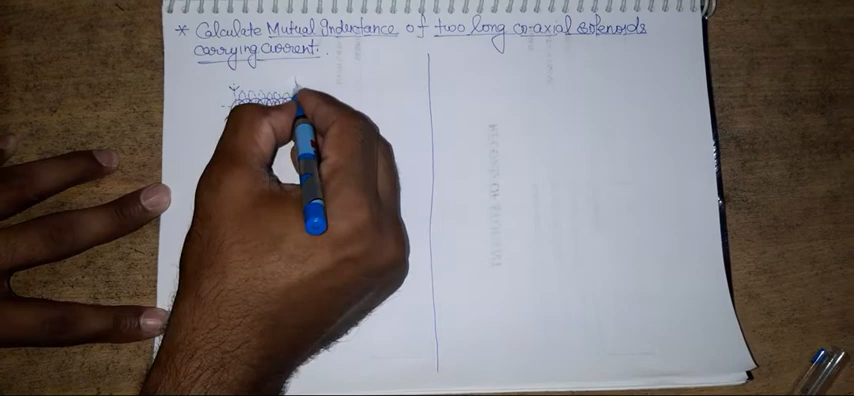 * Calculate Mutual Inductance of two long co-axial solenoids
carrying current.